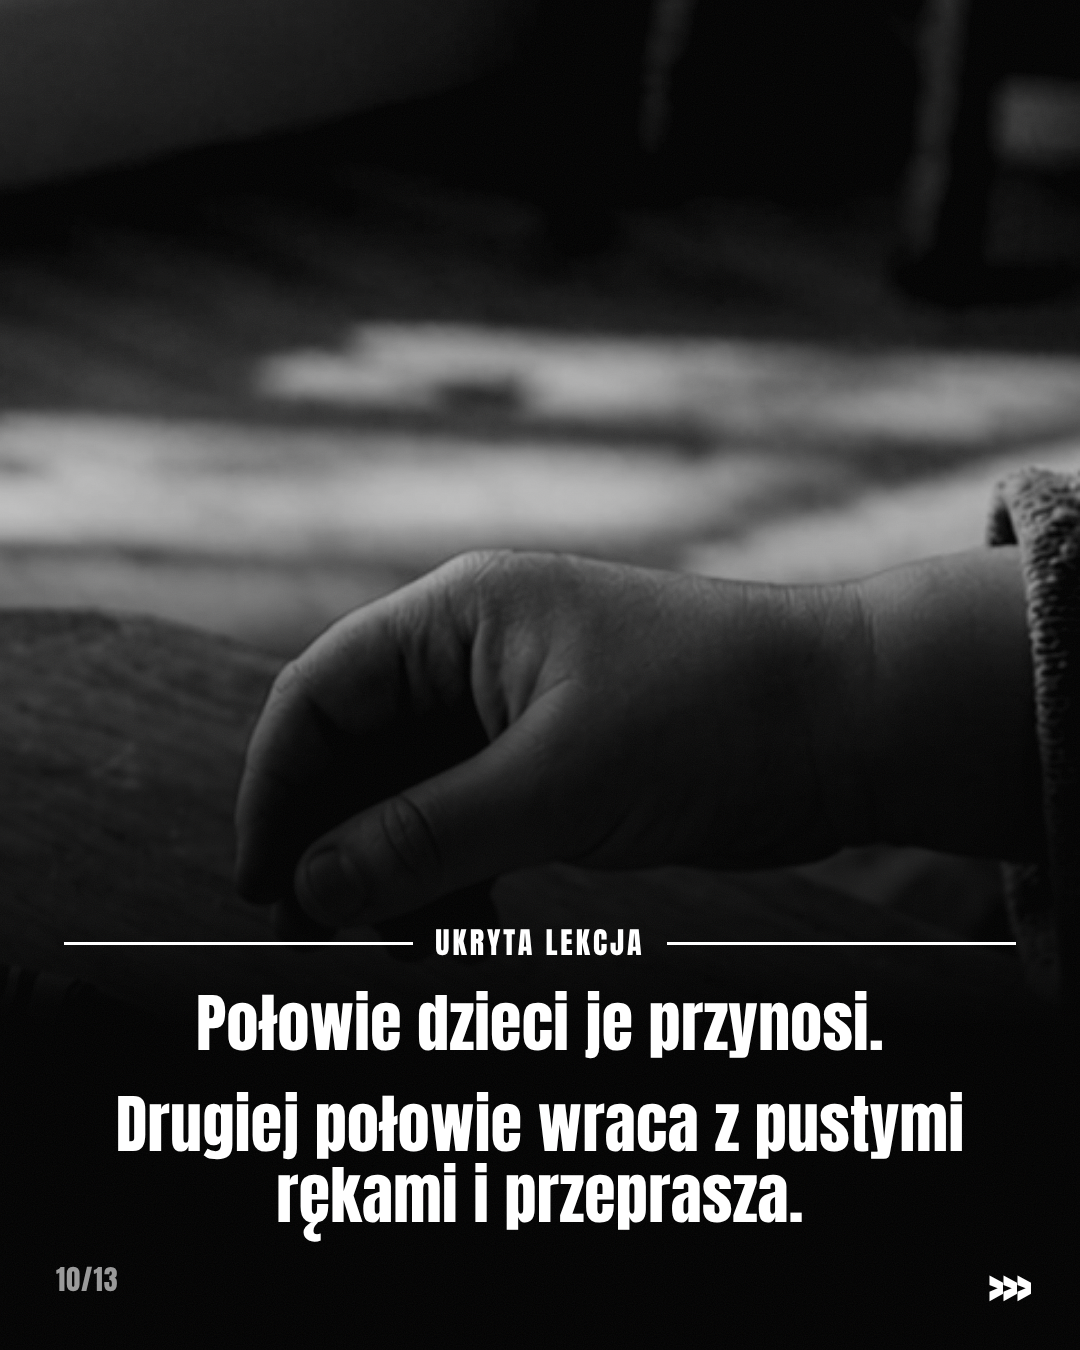 UKRYTA LEKCJA
Połowie dzieci je przynosi.
Drugiej połowie wraca z pustymi
rękami i przeprasza.
10/13
>>>